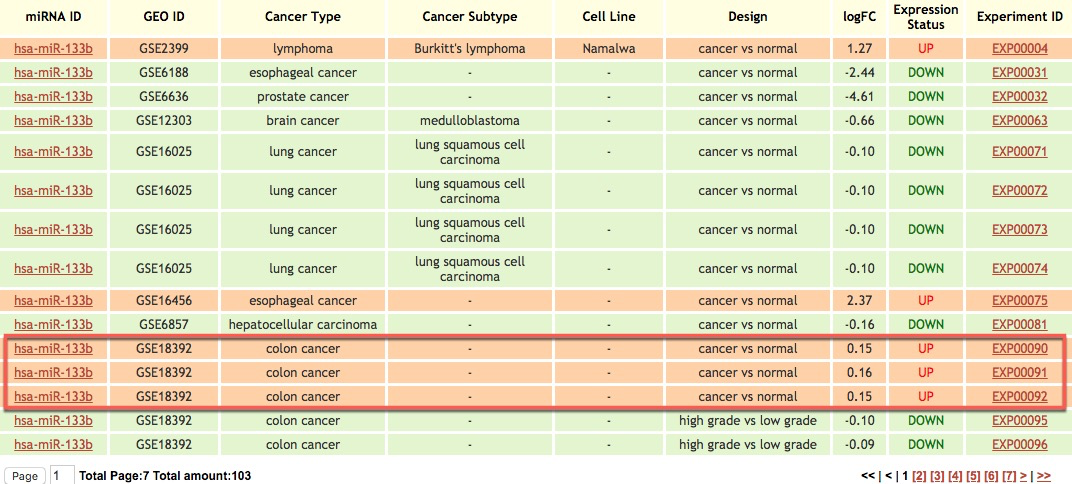 miRNA ID GEO ID Cancer Type Cancer Subtype Cell Line Design logFC Expression Status Experiment ID
hsa-miR-133b GSE2399 lymphoma Burkitt's lymphoma Namalwa cancer vs normal 1.27 UP EXP00004
hsa-miR-133b GSE6188 esophageal cancer - - cancer vs normal -2.44 DOWN EXP00031
hsa-miR-133b GSE6636 prostate cancer - - cancer vs normal -4.61 DOWN EXP00032
hsa-miR-133b GSE12303 brain cancer medulloblastoma - cancer vs normal -0.66 DOWN EXP00063
hsa-miR-133b GSE16025 lung cancer lung squamous cell carcinoma - cancer vs normal -0.10 DOWN EXP00071
hsa-miR-133b GSE16025 lung cancer lung squamous cell carcinoma - cancer vs normal -0.10 DOWN EXP00072
hsa-miR-133b GSE16025 lung cancer lung squamous cell carcinoma - cancer vs normal -0.10 DOWN EXP00073
hsa-miR-133b GSE16025 lung cancer lung squamous cell carcinoma - cancer vs normal -0.10 DOWN EXP00074
hsa-miR-133b GSE16456 esophageal cancer - - cancer vs normal 2.37 UP EXP00075
hsa-miR-133b GSE6857 hepatocellular carcinoma - - cancer vs normal -0.16 DOWN EXP00081
hsa-miR-133b GSE18392 colon cancer - - cancer vs normal 0.15 UP EXP00090
hsa-miR-133b GSE18392 colon cancer - - cancer vs normal 0.16 UP EXP00091
hsa-miR-133b GSE18392 colon cancer - - cancer vs normal 0.15 UP EXP00092
hsa-miR-133b GSE18392 colon cancer - - high grade vs low grade -0.10 DOWN EXP00095
hsa-miR-133b GSE18392 colon cancer - - high grade vs low grade -0.09 DOWN EXP00096
Page 1 Total Page:7 Total amount:103 << | < | 1 [2] [3] [4] [5] [6] [7] > | >>